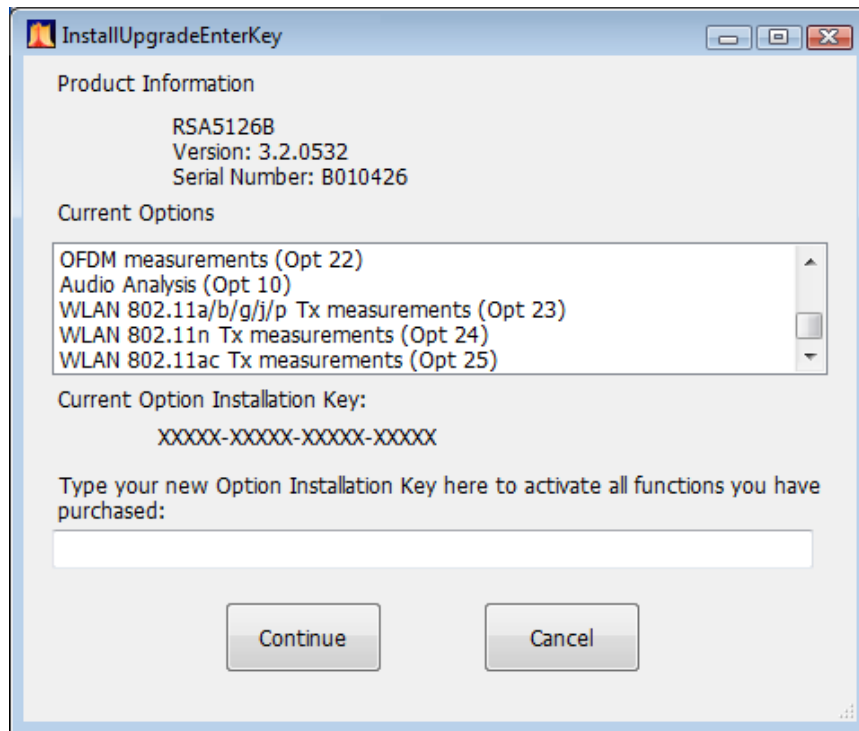 InstallUpgradeEnterKey
Product Information
RSA5126B
Version: 3.2.0532
Serial Number: B010426
Current Options
OFDM measurements (Opt 22)
Audio Analysis (Opt 10)
WLAN 802.11a/b/g/j/p Tx measurements (Opt 23)
WLAN 802.11n Tx measurements (Opt 24)
WLAN 802.11ac Tx measurements (Opt 25)
Current Option Installation Key:
XXXXX-XXXXX-XXXXX-XXXXX
Type your new Option Installation Key here to activate all functions you have
purchased:
Continue
Cancel